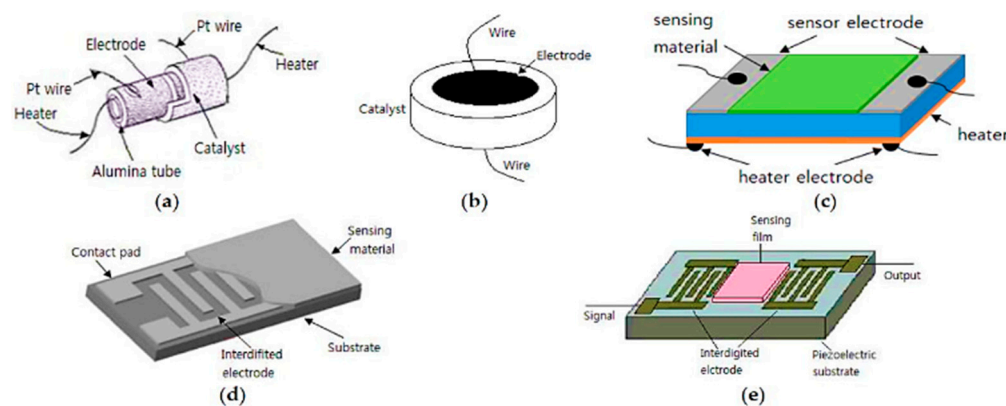 Pt wire
Electrode
Pt wire
Heater
Heater
Catalyst
Alumina tube
(a)
Wire
Electrode
Catalyst
Wire
(b)
sensing
material
sensor electrode
heater
heater electrode
(c)
Contact pad
Sensing
material
Interdifited
electrode
Substrate
(d)
Sensing
film
Output
Signal
Interdigited
elctrode
Piezoelectric
substrate
(e)